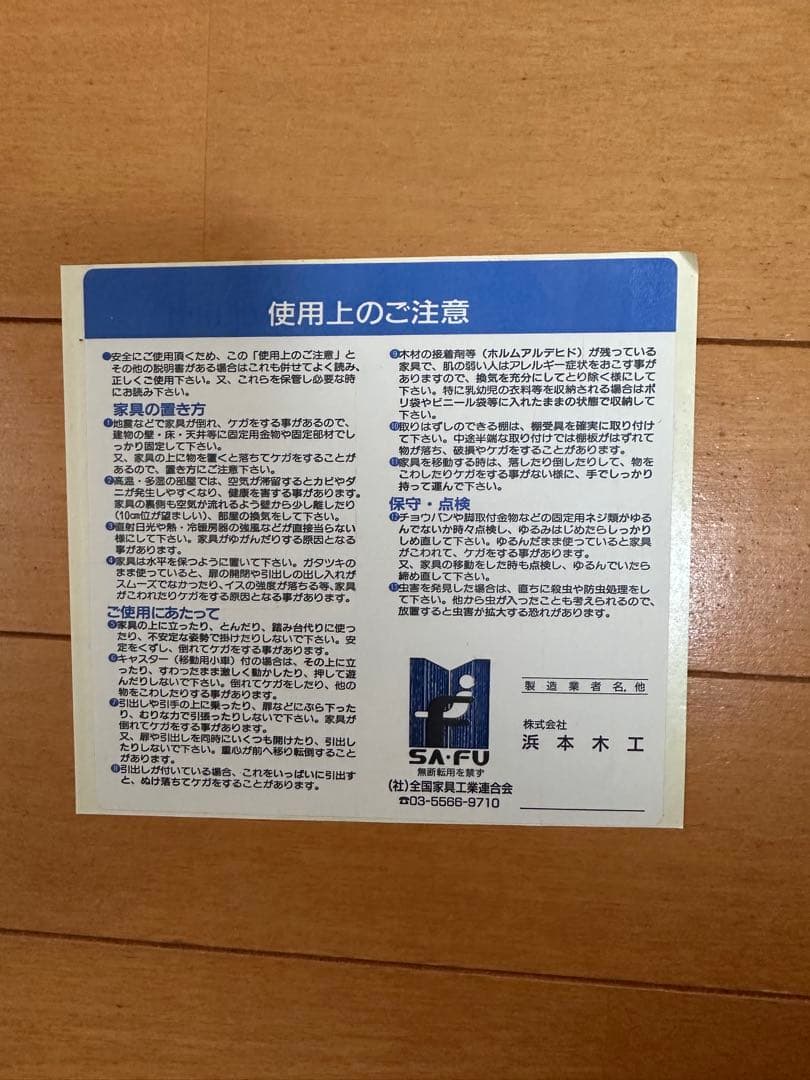 使用上のご注意
●安全にご使用頂くため、この「使用上のご注意」と
その他の説明書がある場合はこれも併せてよく読み、
正しくご使用下さい。又、これらを保管し必要な時
にお読み下さい。
家具の置き方
❶地震などで家具が倒れ、ケガをする事があるので、
建物の壁・床・天井等に固定用金物や固定部材でし
っかり固定して下さい。
又、家具の上に物を置くと落ちてケガをすることが
あるので、置き方にご注意下さい。
❷高温・多湿の部屋では、空気が滞留するとカビやダ
ニが発生しやすくなり、健康を害する事があります。
家具の裏側も空気が流れるよう壁から少し離したり
(10cm位が望ましい)、部屋の換気をして下さい。
❸直射日光や熱・冷暖房器の強風などが直接当らない
様にして下さい。家具がゆがんだりする原因となる
事があります。
❹家具は水平を保つように置いて下さい。ガタツキの
まま使っていると、扉の開閉や引出しの出し入れが
スムーズでなかったり、イスの強度が落ちる等、家具
がこわれたりケガをする原因となる事があります。
ご使用にあたって
❺家具の上に立ったり、とんだり、踏み台代りに使っ
たり、不安定な姿勢で掛けたりしないで下さい。安
定をくずし、倒れてケガをする事があります。
❻キャスター(移動用小車)付の場合は、その上に立
ったり、すわったまま激しく動かしたり、押して遊
んだりしないで下さい。倒れてケガをしたり、他の
物をこわしたりする事があります。
❼引出しや引手の上に乗ったり、扉などにぶら下った
り、むりな力で引張ったりしないで下さい。家具が
倒れてケガをする事があります。
又、扉や引出しを同時にいくつも開けたり、引出し
たりしないで下さい。重心が前へ移り転倒すること
があります。
❽引出しが付いている場合、これをいっぱいに引出す
と、ぬけ落ちてケガをすることがあります。
❾木材の接着剤等(ホルムアルデヒド)が残っている
家具で、肌の弱い人はアレルギー症状をおこす事が
ありますので、換気を充分にしてとり除く様にして
下さい。特に乳幼児の衣料等を収納される場合はポ
リ袋やビニール袋等に入れたままの状態で収納して
下さい。
❿取りはずしのできる棚は、棚受具を確実に取り付け
て下さい。中途半端な取り付けでは棚板がはずれて
物が落ち、破損やケガをすることがあります。
⓫家具を移動する時は、落したり倒したりして、物を
こわしたりケガをする事がない様に、手でしっかり
持って運んで下さい。
保守・点検
⓬チョウバンや脚取付金物などの固定用ネジ類がゆる
んでないか時々点検し、ゆるみはじめたらしっかり
しめ直して下さい。ゆるんだまま使っていると家具
がこわれて、ケガをする事があります。
又、家具の移動をした時も点検し、ゆるんでいたら
締め直して下さい。
⓭虫害を発見した場合は、直ちに殺虫や防虫処理をし
て下さい。他から虫が入ったことも考えられるので、
放置すると虫害が拡大する恐れがあります。
SA・FU
無断転用を禁ず
(社)全国家具工業連合会
☎03-5566-9710
製造業者名,他
株式会社
浜本木工